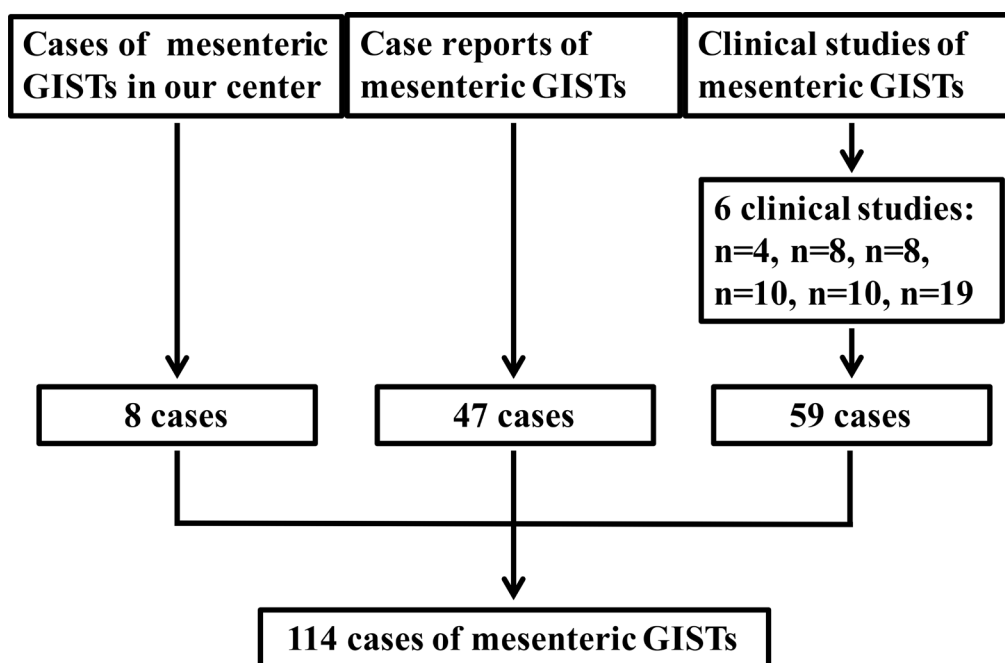 Cases of mesenteric
GISTs in our center
Case reports of
mesenteric GISTs
Clinical studies of
mesenteric GISTs
6 clinical studies:
n=4, n=8, n=8,
n=10, n=10, n=19
8 cases
47 cases
59 cases
114 cases of mesenteric GISTs